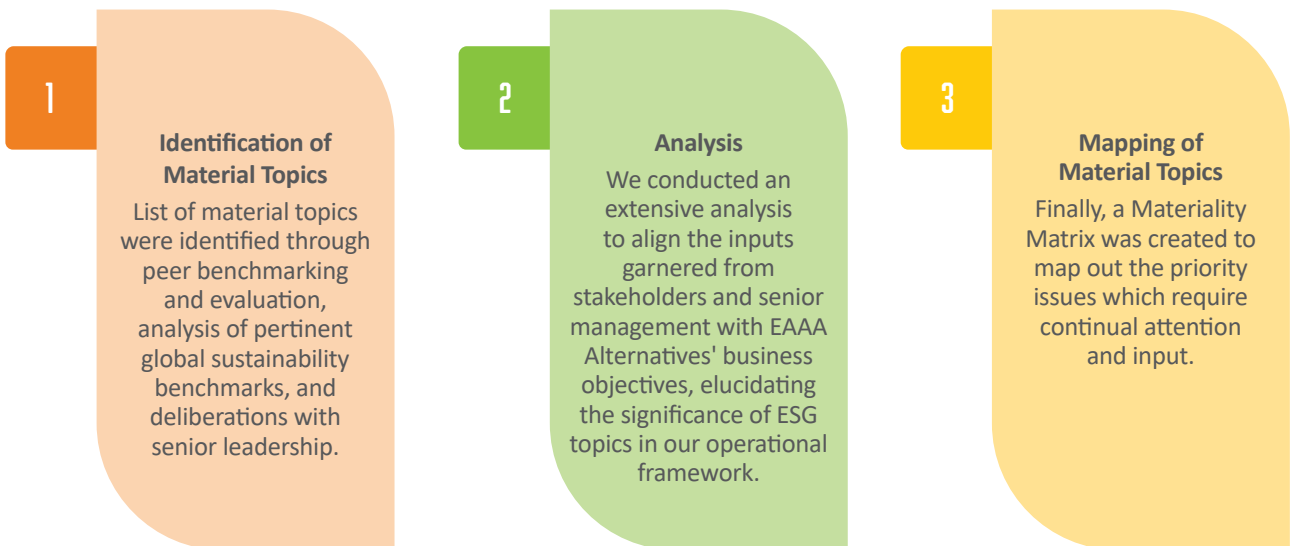 1
Identification of
Material Topics
List of material topics
were identified through
peer benchmarking
and evaluation,
analysis of pertinent
global sustainability
benchmarks, and
deliberations with
senior leadership.
2
Analysis
We conducted an
extensive analysis
to align the inputs
garnered from
stakeholders and senior
management with EAAA
Alternatives' business
objectives, elucidating
the significance of ESG
topics in our operational
framework.
3
Mapping of
Material Topics
Finally, a Materiality
Matrix was created to
map out the priority
issues which require
continual attention
and input.